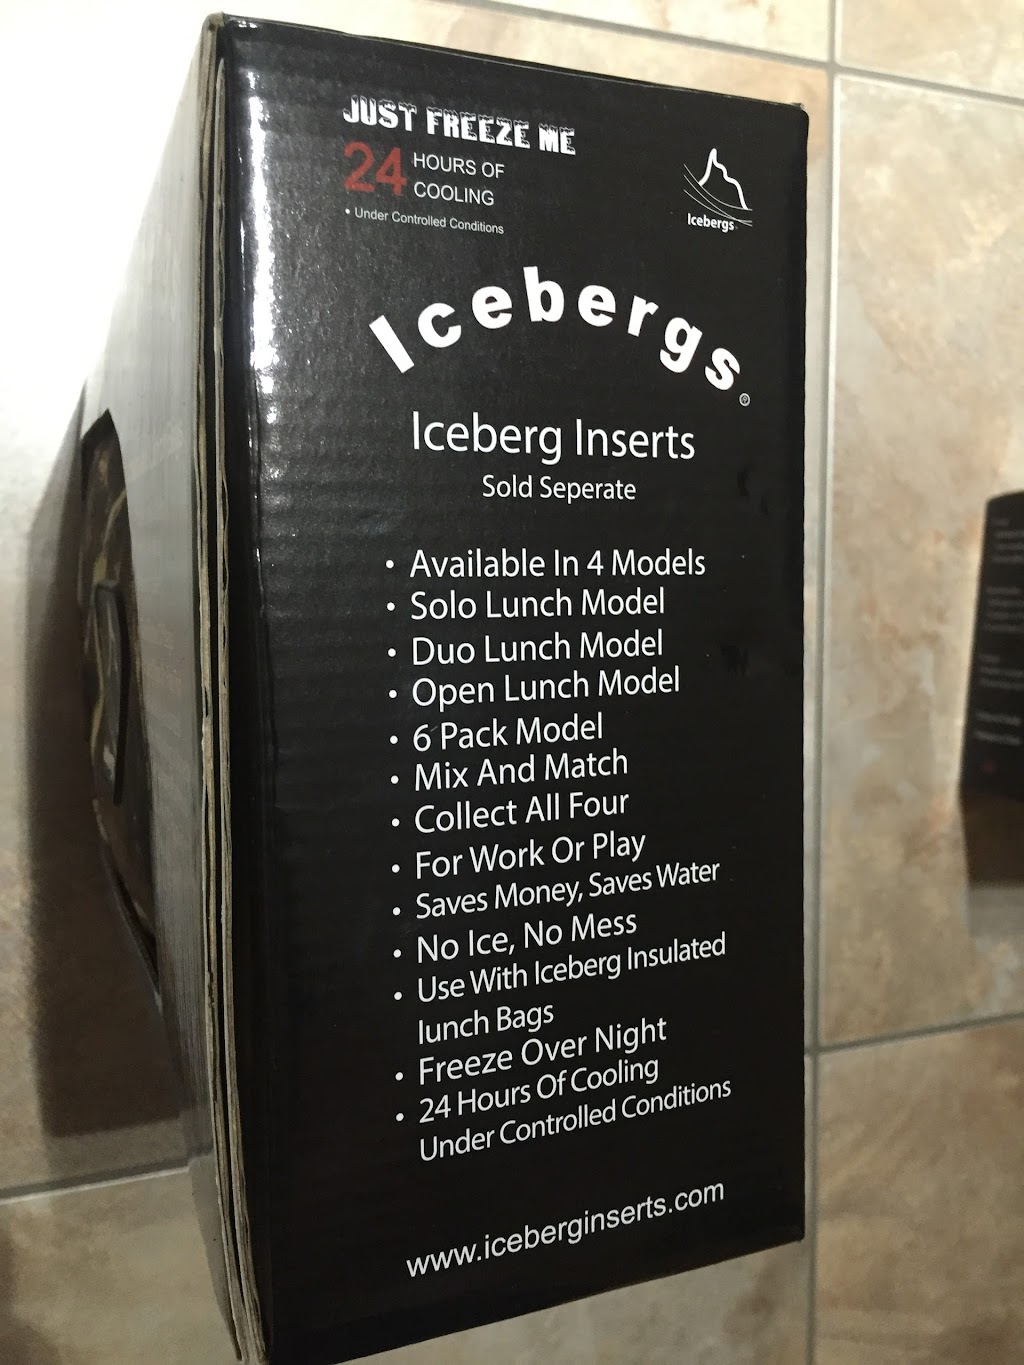 JUST FREEZE ME
24 HOURS OF
COOLING
• Under Controlled Conditions
Icebergs
Icebergs®
Iceberg Inserts
Sold Seperate
• Available In 4 Models
• Solo Lunch Model
• Duo Lunch Model
• Open Lunch Model
• 6 Pack Model
• Mix And Match
• Collect All Four
• For Work Or Play
• Saves Money, Saves Water
• No Ice, No Mess
• Use With Iceberg Insulated
lunch Bags
• Freeze Over Night
• 24 Hours Of Cooling
Under Controlled Conditions
www.iceberginserts.com